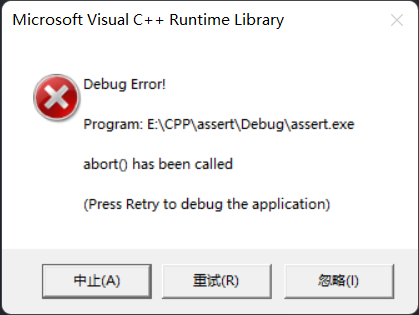 Microsoft Visual C++ Runtime Library
Debug Error!
Program: E:\CPP\assert\Debug\assert.exe
abort() has been called
(Press Retry to debug the application)
中止(A)
重试(R)
忽略(I)